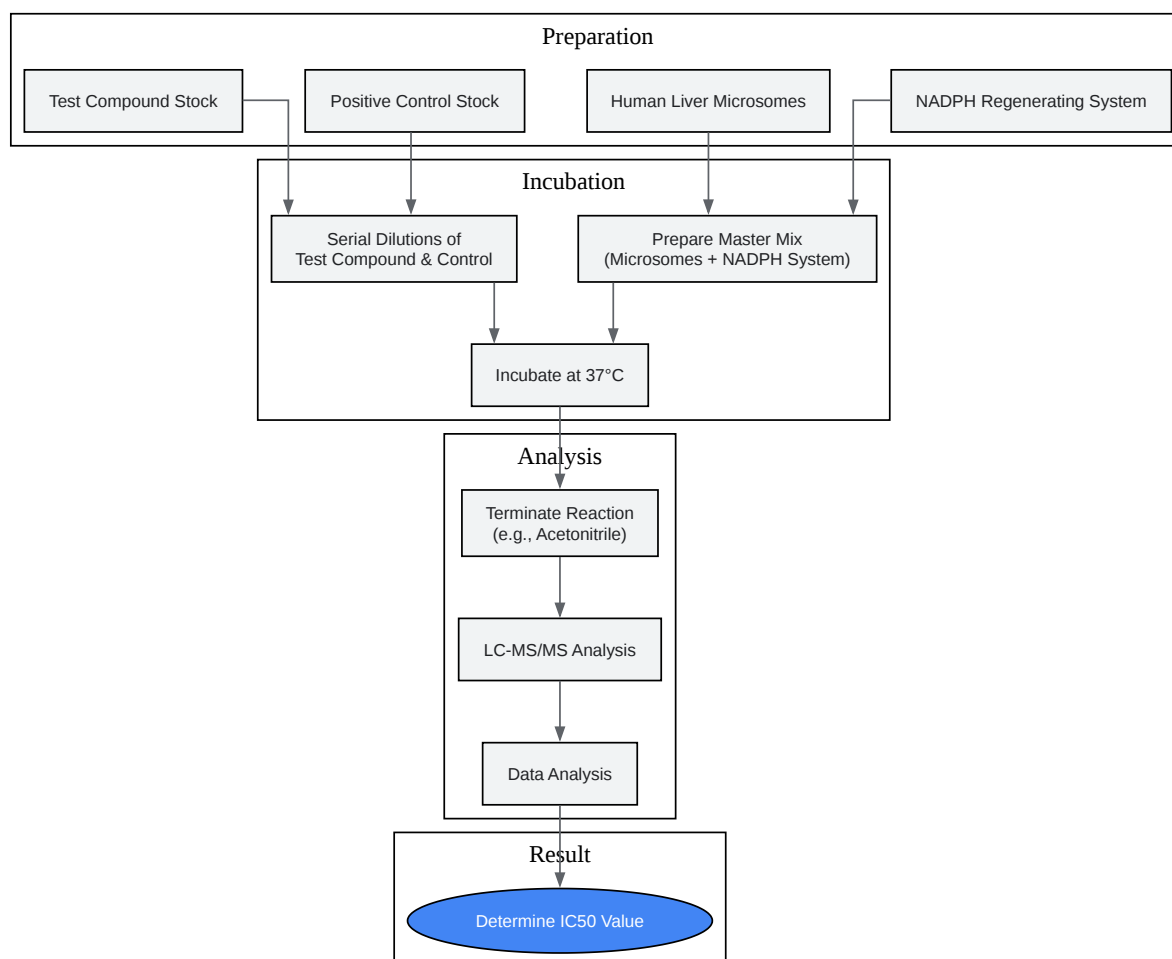 Preparation
Test Compound Stock
Positive Control Stock
Human Liver Microsomes
NADPH Regenerating System
Incubation
Serial Dilutions of
Test Compound & Control
Prepare Master Mix
(Microsomes + NADPH System)
Incubate at 37°C
Analysis
Terminate Reaction
(e.g., Acetonitrile)
LC-MS/MS Analysis
Data Analysis
Result
Determine IC50 Value